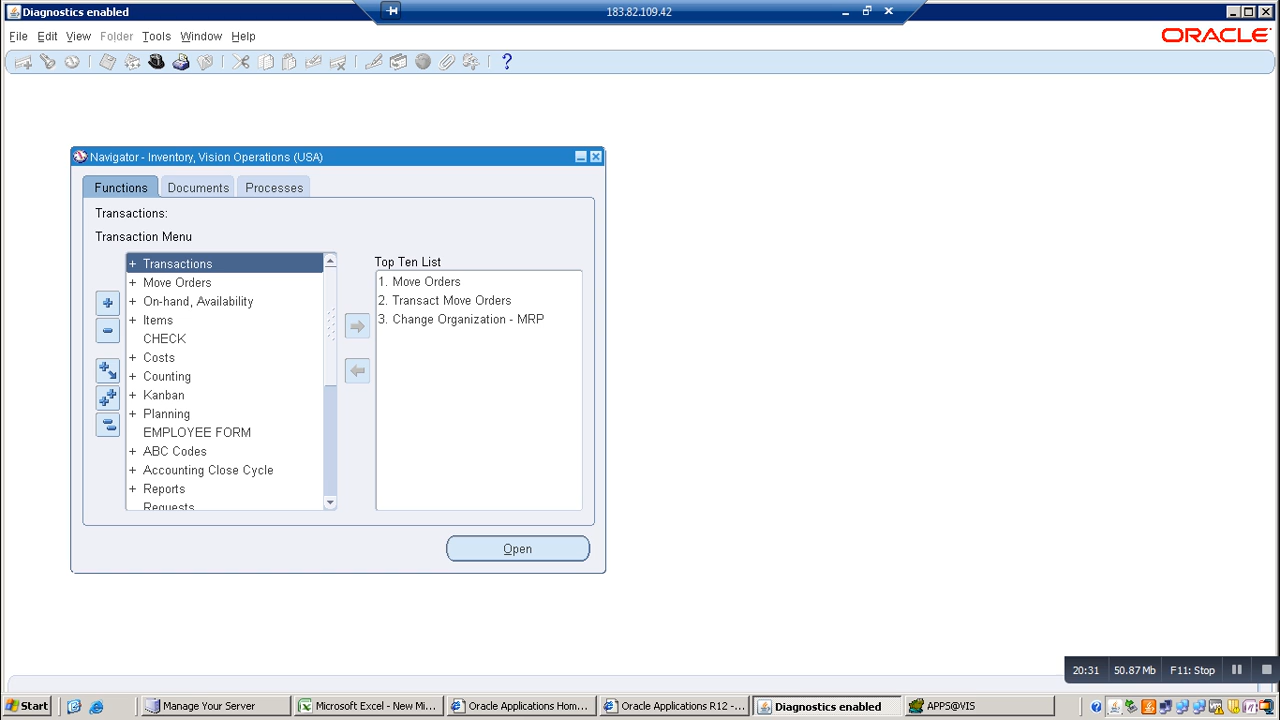 Diagnostics enabled
183.82.109.42
File Edit View Folder Tools Window Help
ORACLE
Navigator - Inventory, Vision Operations (USA)
Functions Documents Processes
Transactions:
Transaction Menu
+ Transactions
+ Move Orders
+ On-hand, Availability
+ Items
CHECK
+ Costs
+ Counting
+ Kanban
+ Planning
EMPLOYEE FORM
+ ABC Codes
+ Accounting Close Cycle
+ Reports
Requests
Top Ten List
1. Move Orders
2. Transact Move Orders
3. Change Organization - MRP
Open
20:31 50.87 Mb F11: Stop
Start
Manage Your Server
Microsoft Excel - New Mi...
Oracle Applications Hom...
Oracle Applications R12 - ...
Diagnostics enabled
APPS@VIS